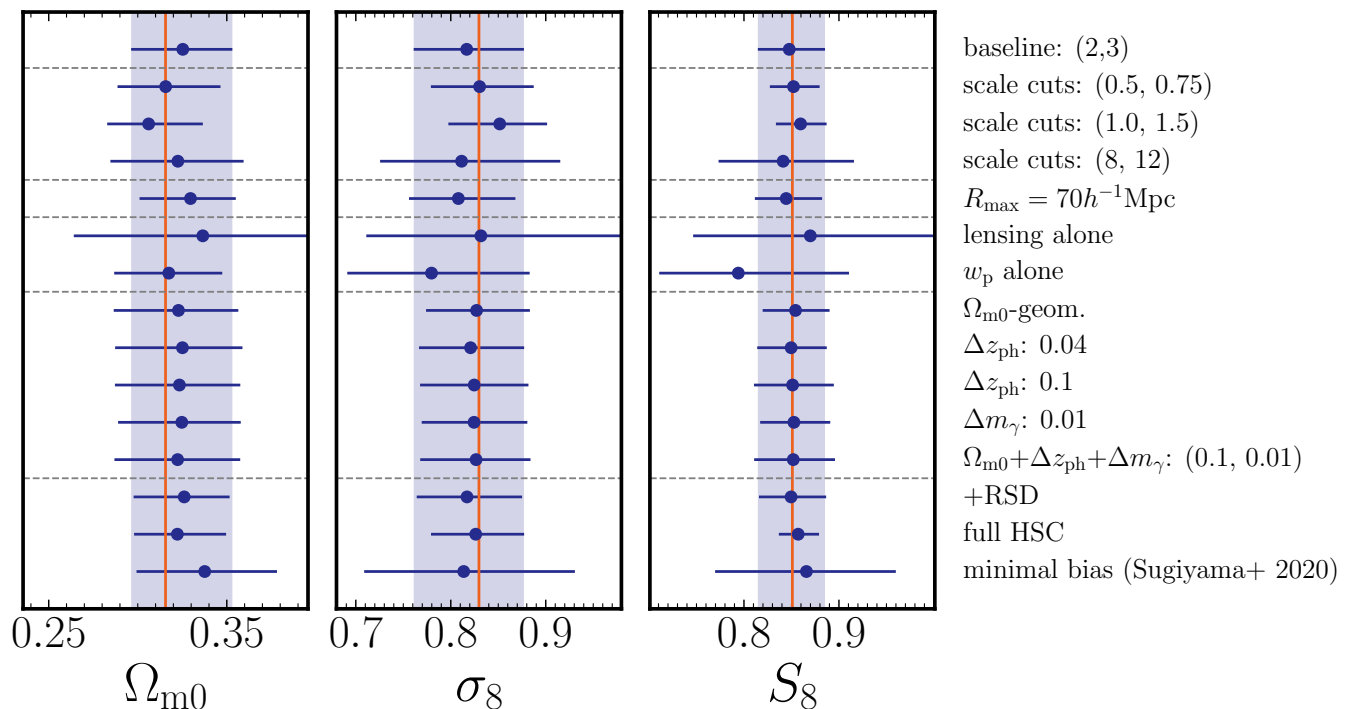 baseline: (2,3)
scale cuts: (0.5, 0.75)
scale cuts: (1.0, 1.5)
scale cuts: (8, 12)
R_max = 70h⁻¹Mpc
lensing alone
w_p alone
Ω_m0-geom.
Δz_ph: 0.04
Δz_ph: 0.1
Δm_γ: 0.01
Ω_m0+Δz_ph+Δm_γ: (0.1, 0.01)
+RSD
full HSC
minimal bias (Sugiyama+ 2020)
0.25 0.35 0.7 0.8 0.9 0.8 0.9
Ω_m0 σ_8 S_8